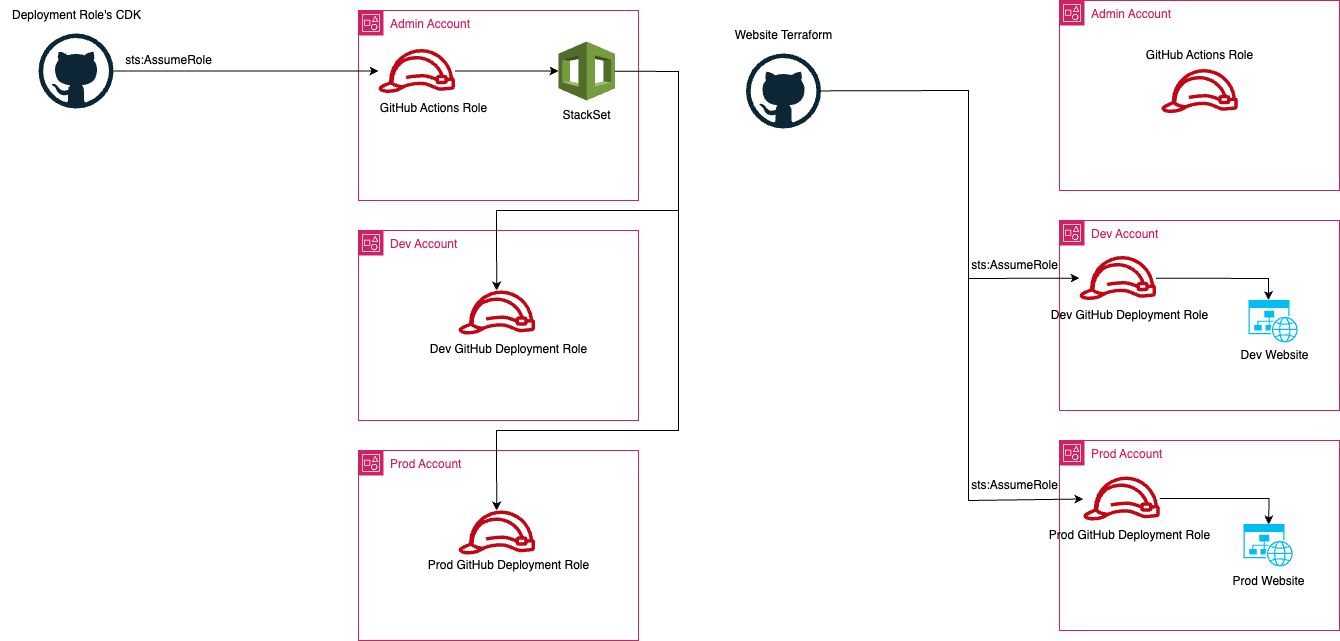 Deployment Role's CDK
sts:AssumeRole
Admin Account
GitHub Actions Role
StackSet
Dev Account
Dev GitHub Deployment Role
Prod Account
Prod GitHub Deployment Role
Website Terraform
Admin Account
GitHub Actions Role
Dev Account
sts:AssumeRole
Dev GitHub Deployment Role
Dev Website
Prod Account
sts:AssumeRole
Prod GitHub Deployment Role
Prod Website